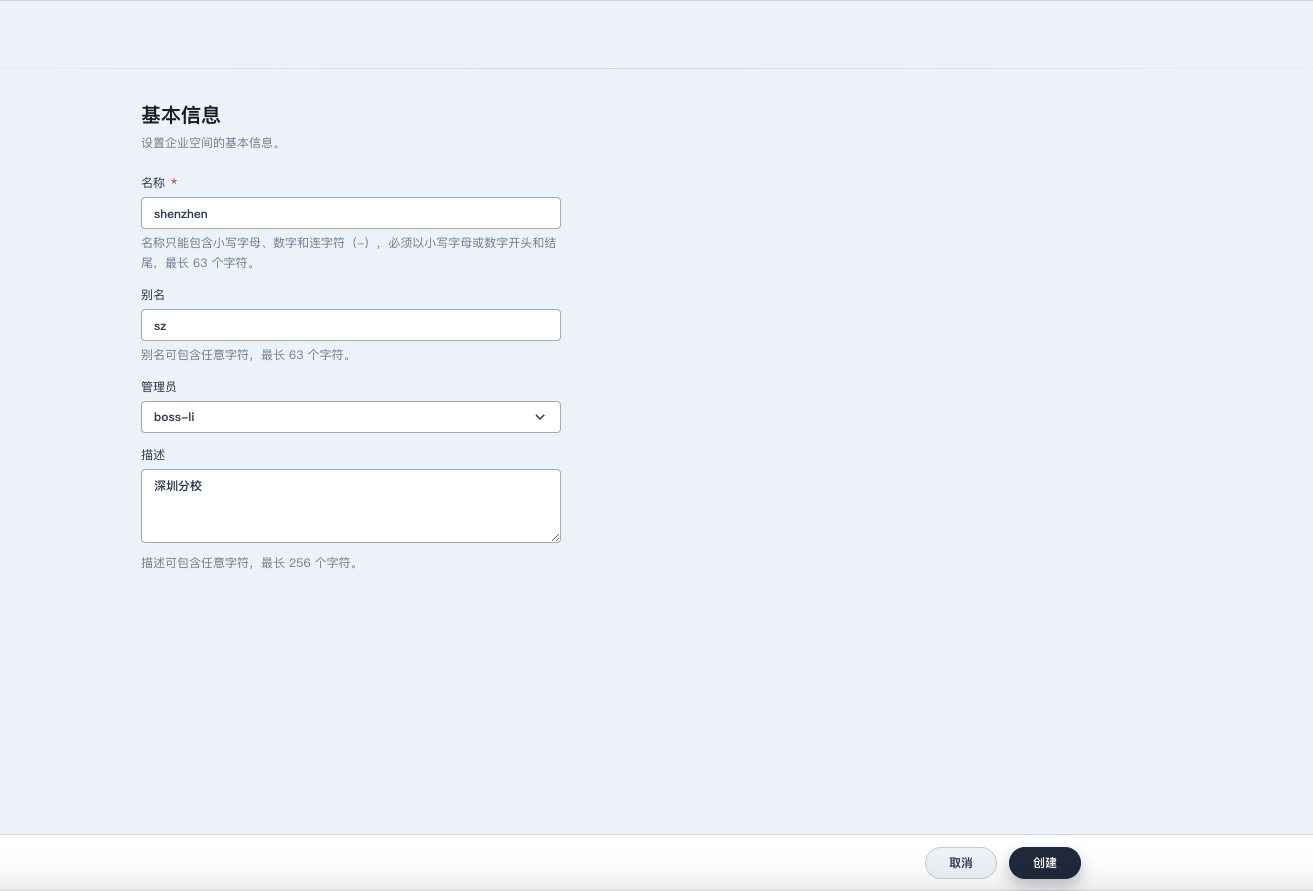 基本信息
设置企业空间的基本信息。
名称 *
shenzhen
名称只能包含小写字母、数字和连字符（-），必须以小写字母或数字开头和结
尾，最长 63 个字符。
别名
sz
别名可包含任意字符，最长 63 个字符。
管理员
boss-li
描述
深圳分校
描述可包含任意字符，最长 256 个字符。
取消 创建